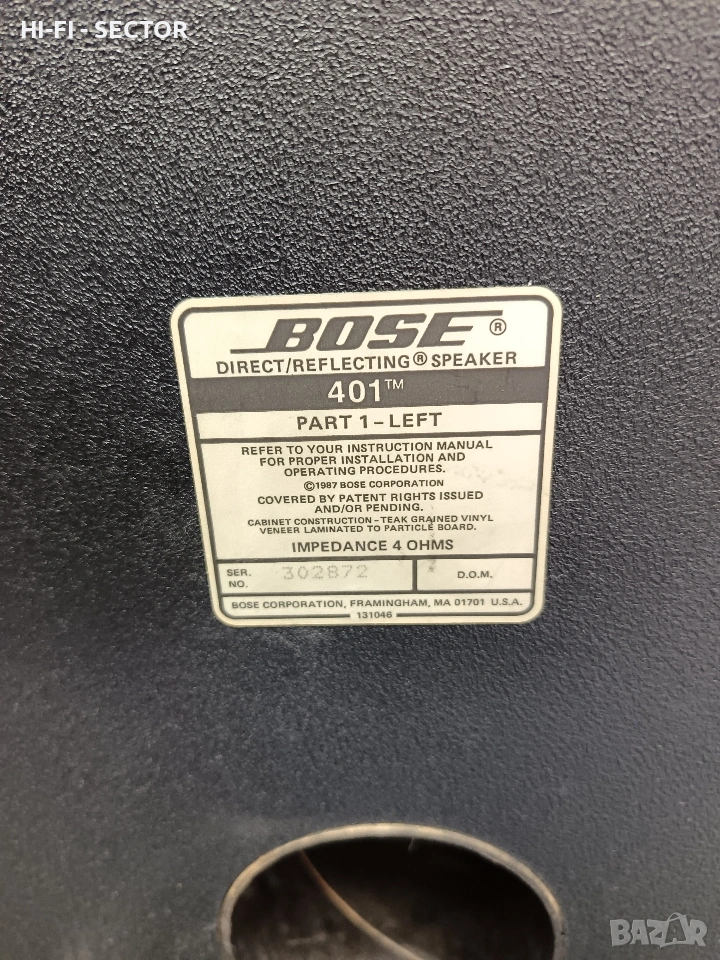 HI-FI - SECTOR
BOSE®
DIRECT/REFLECTING® SPEAKER
401™
PART 1 – LEFT
REFER TO YOUR INSTRUCTION MANUAL
FOR PROPER INSTALLATION AND
OPERATING PROCEDURES.
©1987 BOSE CORPORATION
COVERED BY PATENT RIGHTS ISSUED
AND/OR PENDING.
CABINET CONSTRUCTION – TEAK GRAINED VINYL
VENEER LAMINATED TO PARTICLE BOARD.
IMPEDANCE 4 OHMS
SER. NO. 302872 D.O.M.
BOSE CORPORATION, FRAMINGHAM, MA 01701 U.S.A.
131046
BAZAR